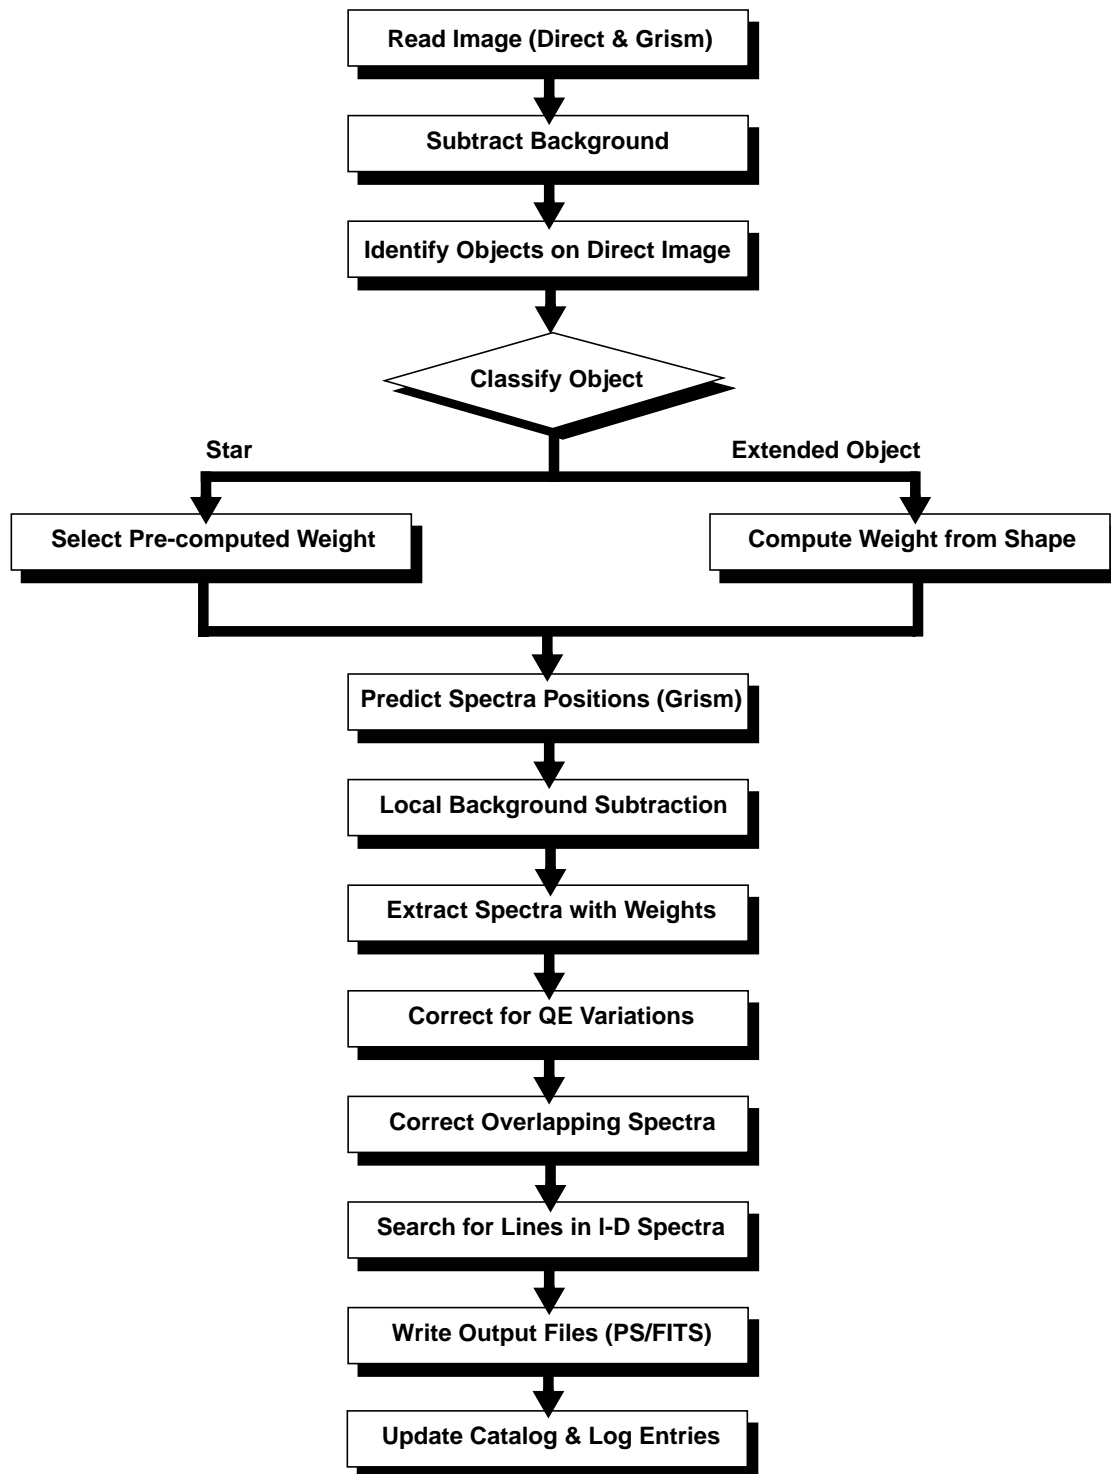 Read Image (Direct & Grism)
Subtract Background
Identify Objects on Direct Image
Classify Object
Star
Extended Object
Select Pre-computed Weight
Compute Weight from Shape
Predict Spectra Positions (Grism)
Local Background Subtraction
Extract Spectra with Weights
Correct for QE Variations
Correct Overlapping Spectra
Search for Lines in I-D Spectra
Write Output Files (PS/FITS)
Update Catalog & Log Entries